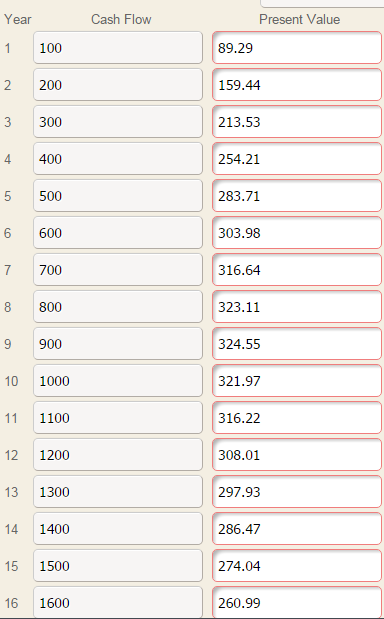 Year Cash Flow Present Value
1 100 89.29
2 200 159.44
3 300 213.53
4 400 254.21
5 500 283.71
6 600 303.98
7 700 316.64
8 800 323.11
9 900 324.55
10 1000 321.97
11 1100 316.22
12 1200 308.01
13 1300 297.93
14 1400 286.47
15 1500 274.04
16 1600 260.99